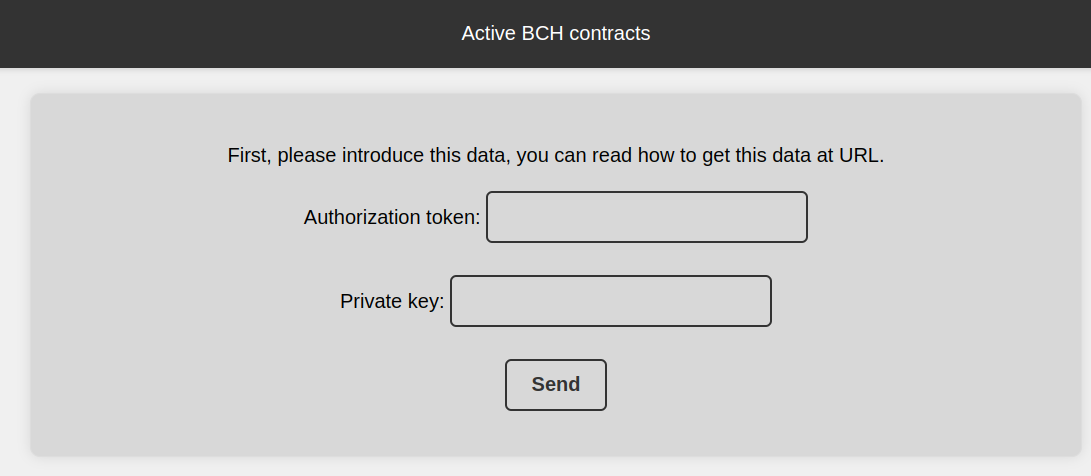 Active BCH contracts
First, please introduce this data, you can read how to get this data at URL.
Authorization token:
Private key:
Send